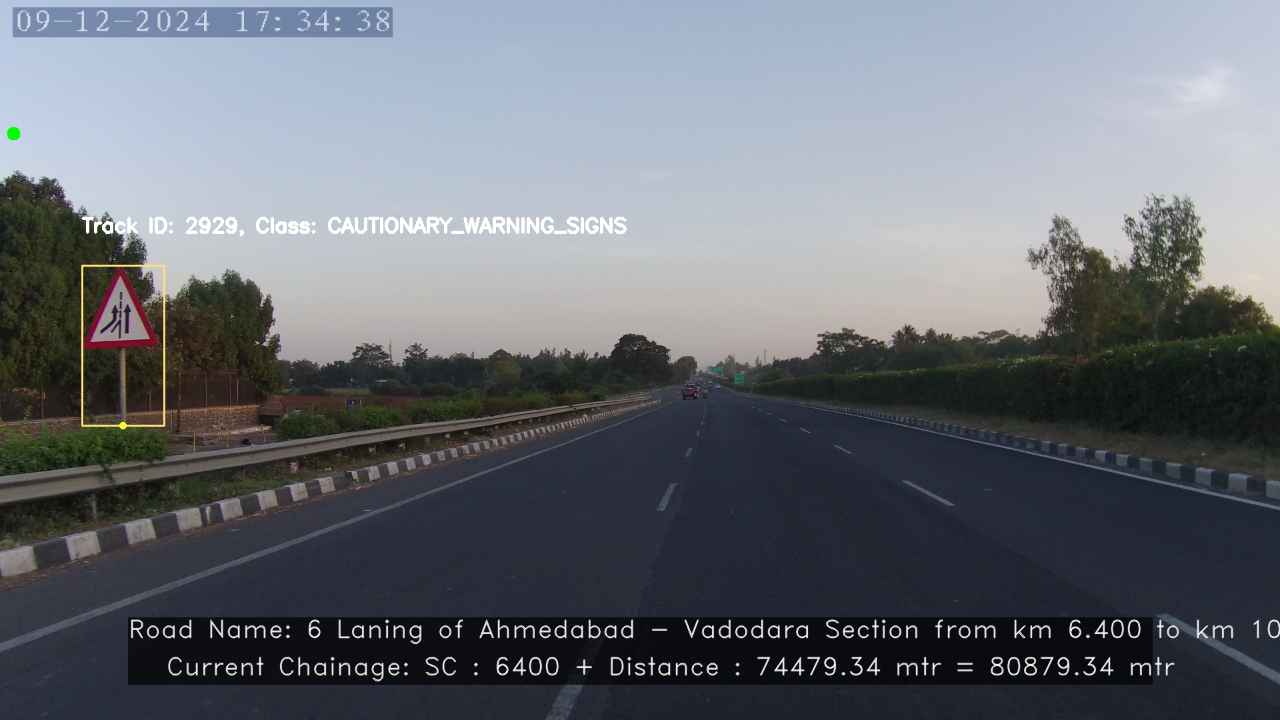 09-12-2024 17:34:38
Track ID: 2929, Class: CAUTIONARY_WARNING_SIGNS
Road Name: 6 Laning of Ahmedabad - Vadodara Section from km 6.400 to km 10
Current Chainage: SC : 6400 + Distance : 74479.34 mtr = 80879.34 mtr